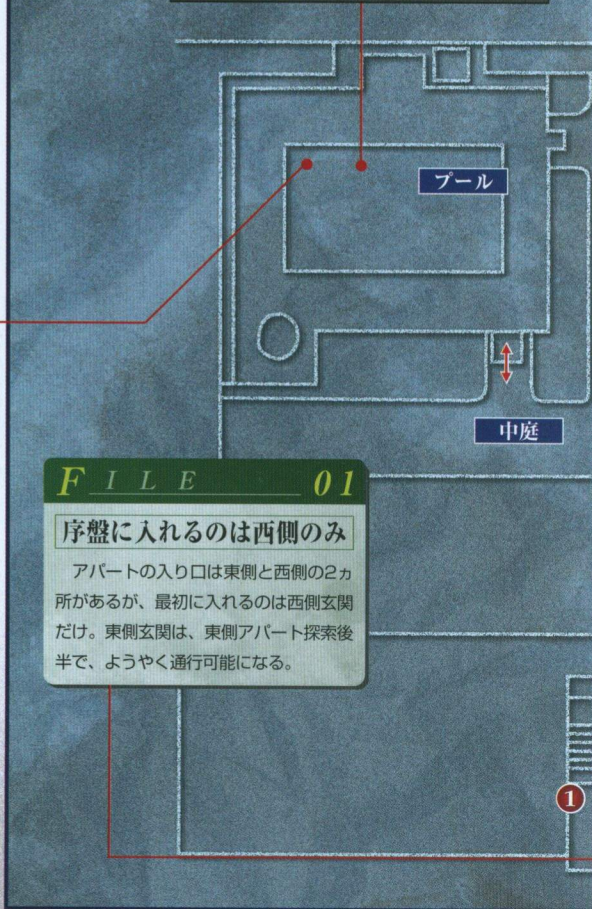 プール
中庭
FILE 01
序盤に入れるのは西側のみ
　アパートの入り口は東側と西側の2ヵ
所があるが、最初に入れるのは西側玄関
だけ。東側玄関は、東側アパート探索後
半で、ようやく通行可能になる。
1